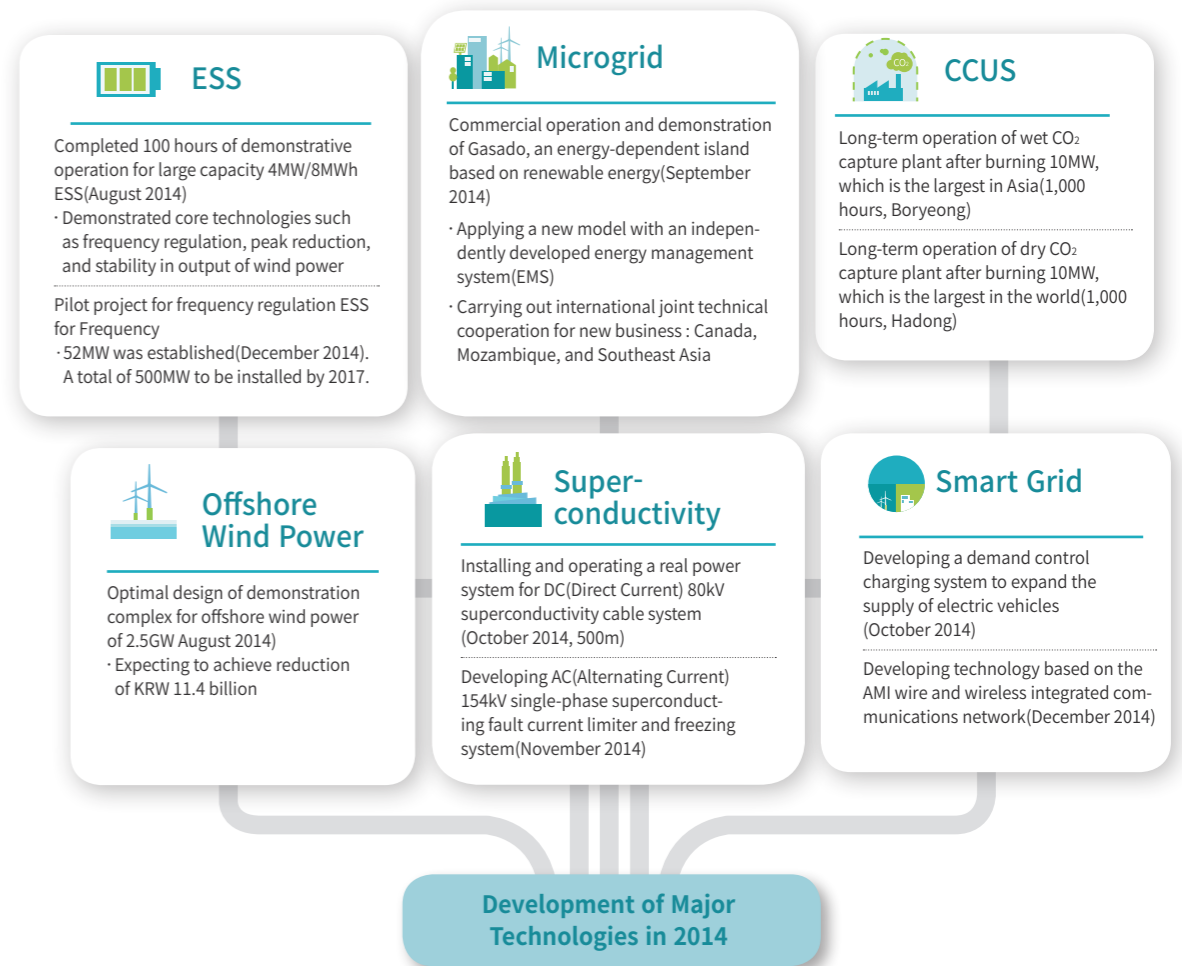 ESS
Completed 100 hours of demonstrative
operation for large capacity 4MW/8MWh
ESS(August 2014)
· Demonstrated core technologies such
as frequency regulation, peak reduction,
and stability in output of wind power
Pilot project for frequency regulation ESS
for Frequency
· 52MW was established(December 2014).
A total of 500MW to be installed by 2017.
Microgrid
Commercial operation and demonstration
of Gasado, an energy-dependent island
based on renewable energy(September
2014)
· Applying a new model with an indepen-
dently developed energy management
system(EMS)
· Carrying out international joint technical
cooperation for new business : Canada,
Mozambique, and Southeast Asia
CO₂
CCUS
Long-term operation of wet CO₂
capture plant after burning 10MW,
which is the largest in Asia(1,000
hours, Boryeong)
Long-term operation of dry CO₂
capture plant after burning 10MW,
which is the largest in the world(1,000
hours, Hadong)
Offshore
Wind Power
Optimal design of demonstration
complex for offshore wind power
of 2.5GW August 2014)
· Expecting to achieve reduction
of KRW 11.4 billion
Super-
conductivity
Installing and operating a real power
system for DC(Direct Current) 80kV
superconductivity cable system
(October 2014, 500m)
Developing AC(Alternating Current)
154kV single-phase superconduct-
ing fault current limiter and freezing
system(November 2014)
Smart Grid
Developing a demand control
charging system to expand the
supply of electric vehicles
(October 2014)
Developing technology based on the
AMI wire and wireless integrated com-
munications network(December 2014)
Development of Major
Technologies in 2014